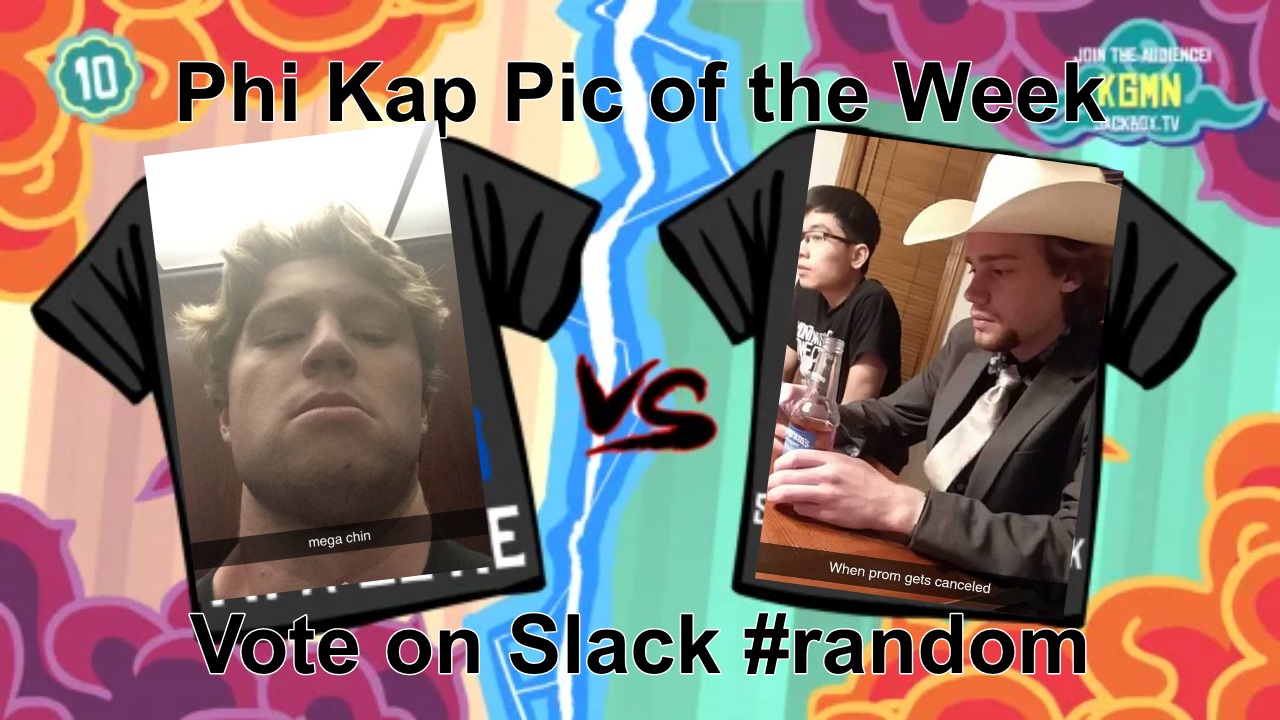 10
JOIN THE AUDIENCE!
KGMN
JACKBOX.TV
Phi Kap Pic of the Week
VS
mega chin
When prom gets canceled
Vote on Slack #random